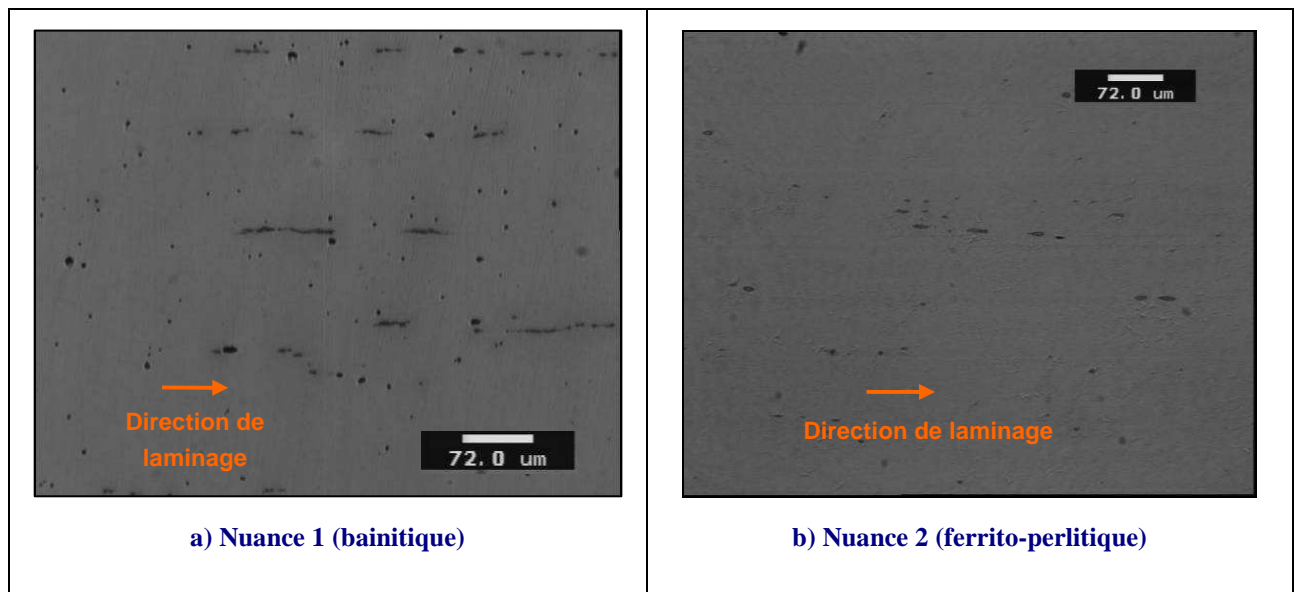 72. 0 um
Direction de
laminage
72. 0 um
Direction de laminage
a) Nuance 1 (bainitique)
b) Nuance 2 (ferrito-perlitique)